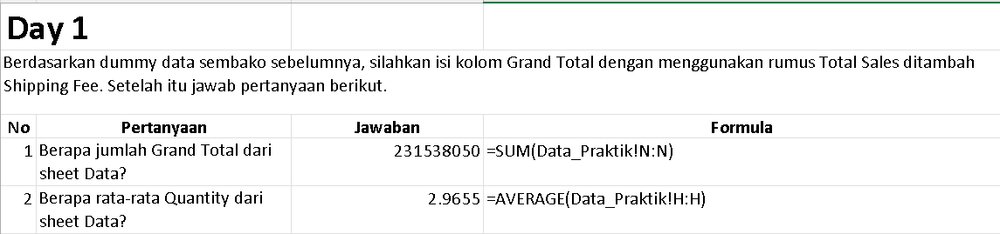 Day 1
Berdasarkan dummy data sembako sebelumnya, silahkan isi kolom Grand Total dengan menggunakan rumus Total Sales ditambah
Shipping Fee. Setelah itu jawab pertanyaan berikut.
No Pertanyaan Jawaban Formula
1 Berapa jumlah Grand Total dari 231538050 =SUM(Data_Praktik!N:N)
sheet Data?
2 Berapa rata-rata Quantity dari 2.9655 =AVERAGE(Data_Praktik!H:H)
sheet Data?